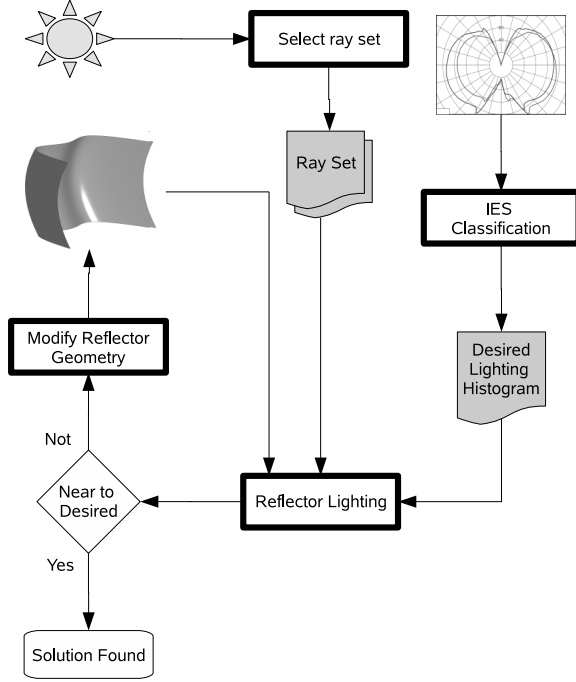 Select ray set
Ray Set
IES
Classification
Modify Reflector
Geometry
Desired
Lighting
Histogram
Not
Near to
Desired
Reflector Lighting
Yes
Solution Found